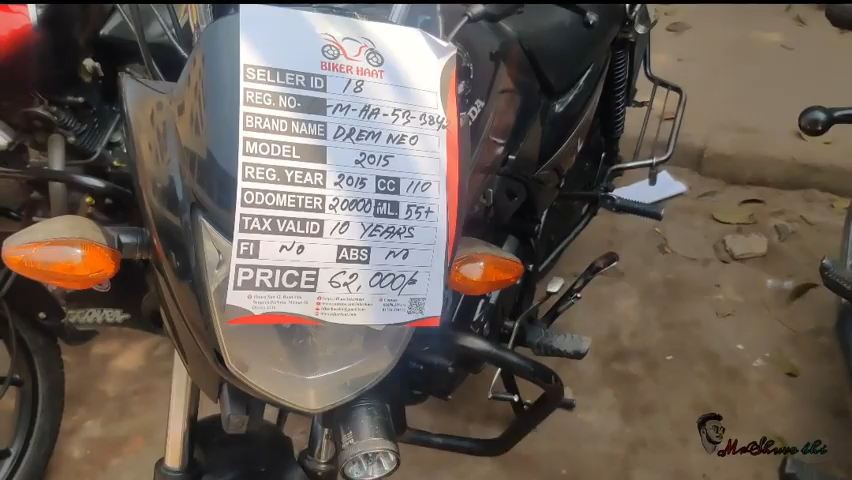 BIKER HAAT
SELLER ID 18
REG. NO- M-HA-53-3842
BRAND NAME DREM NEO
MODEL 2015
REG. YEAR 2015 CC 110
ODOMETER 20000 ML. 55+
TAX VALID 10 YEARS
FI NO ABS NO
PRICE 62,000/-
DA